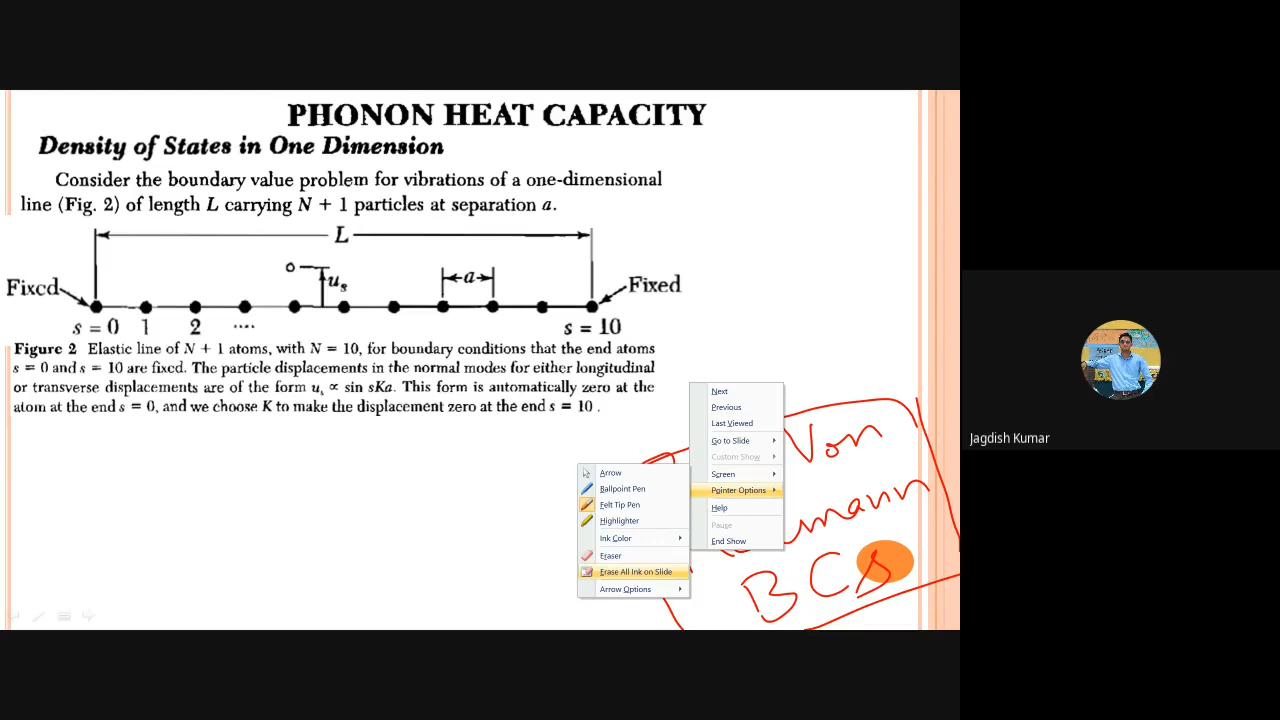 PHONON HEAT CAPACITY
Density of States in One Dimension
Consider the boundary value problem for vibrations of a one-dimensional
line (Fig. 2) of length L carrying N + 1 particles at separation a.
L
Fixed
uₛ
a
Fixed
s = 0 1 2 .... s = 10
Figure 2 Elastic line of N + 1 atoms, with N = 10, for boundary conditions that the end atoms
s = 0 and s = 10 are fixed. The particle displacements in the normal modes for either longitudinal
or transverse displacements are of the form uₛ ∝ sin sKa. This form is automatically zero at the
atom at the end s = 0, and we choose K to make the displacement zero at the end s = 10 .
Next
Previous
Last Viewed
Go to Slide
Custom Show
Screen
Pointer Options
Help
Pause
End Show
Arrow
Ballpoint Pen
Felt Tip Pen
Highlighter
Ink Color
Eraser
Erase All Ink on Slide
Arrow Options
Von
mann
BCs
Jagdish Kumar